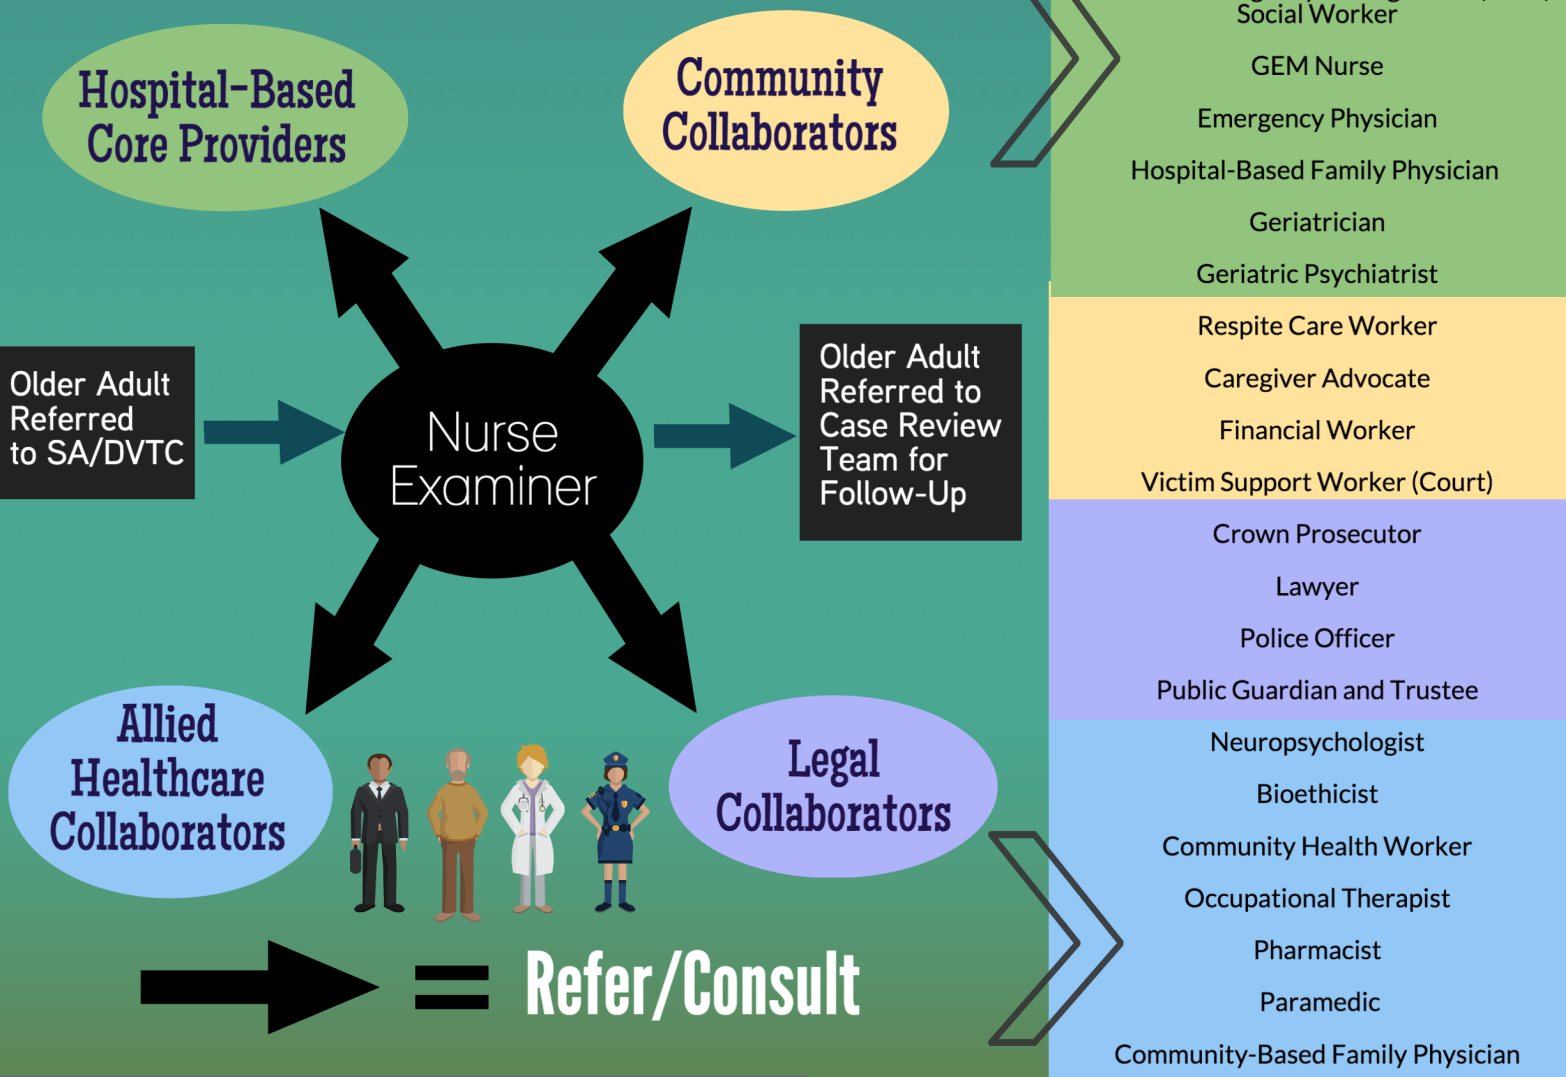 Hospital-Based
Core Providers
Community
Collaborators
Older Adult
Referred
to SA/DVTC
Nurse
Examiner
Older Adult
Referred to
Case Review
Team for
Follow-Up
Allied
Healthcare
Collaborators
Legal
Collaborators
Refer/Consult
Social Worker
GEM Nurse
Emergency Physician
Hospital-Based Family Physician
Geriatrician
Geriatric Psychiatrist
Respite Care Worker
Caregiver Advocate
Financial Worker
Victim Support Worker (Court)
Crown Prosecutor
Lawyer
Police Officer
Public Guardian and Trustee
Neuropsychologist
Bioethicist
Community Health Worker
Occupational Therapist
Pharmacist
Paramedic
Community-Based Family Physician